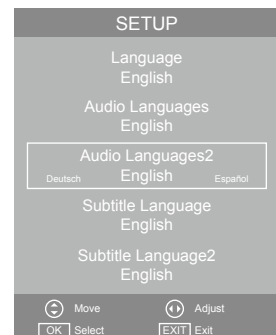 SETUP
Language
English
Audio Languages
English
Audio Languages2
Deutsch English Español
Subtitle Language
English
Subtitle Language2
English
Move Adjust
OK Select EXIT Exit